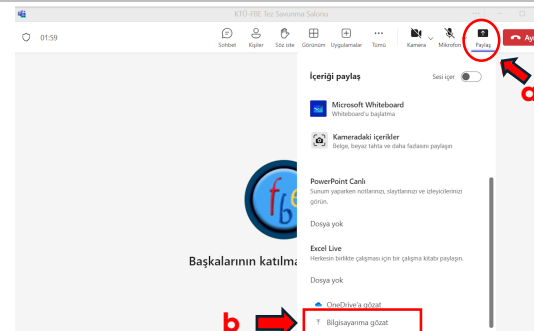 KTÜ-FBE Tez Savunma Salonu
01:59
Sohbet Kişiler Söz iste Görünüm Uygulamalar Tümü Kamera Mikrofon Paylaş Ayr
a
İçeriği paylaş Sesi içer
Microsoft Whiteboard
Whiteboard'u başlatma
Kameradaki içerikler
Belge, beyaz tahta ve daha fazlasını paylaşın
PowerPoint Canlı
Sunum yaparken notlarınızı, slaytlarınızı ve izleyicilerinizi
görün.
Dosya yok
fbe
Excel Live
Herkesin birlikte çalışması için bir çalışma kitabı paylaşın.
Başkalarının katılma
Dosya yok
OneDrive'a gözat
b
Bilgisayarıma gözat